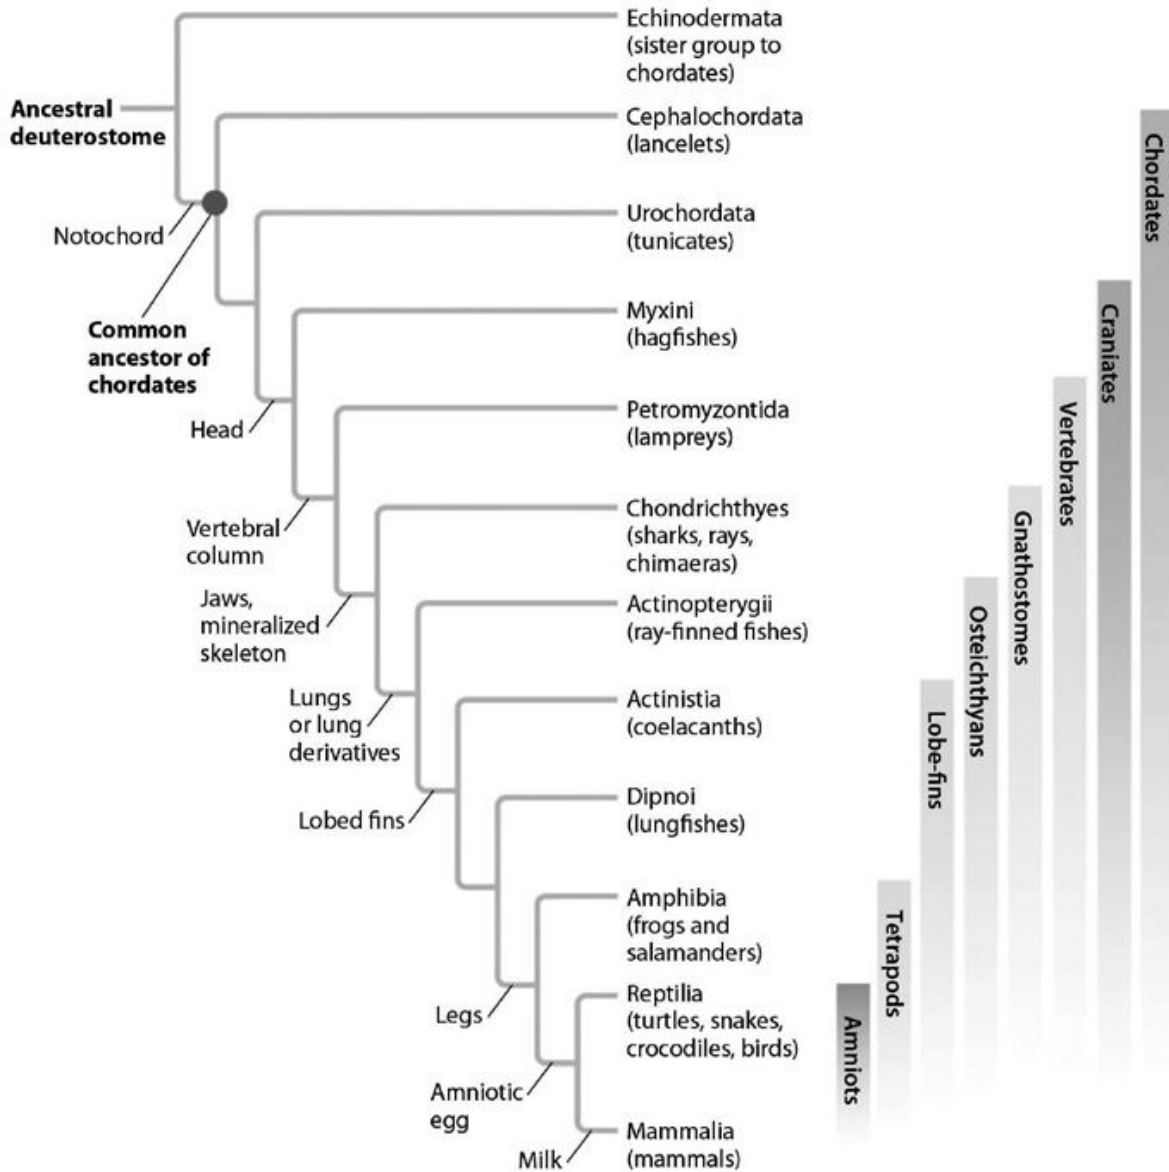 Echinodermata
(sister group to
chordates)
Ancestral
deuterostome
Cephalochordata
(lancelets)
Chordates
Urochordata
(tunicates)
Notochord
Common
ancestor of
chordates
Myxini
(hagfishes)
Craniates
Head
Petromyzontida
(lampreys)
Vertebrates
Vertebral
column
Chondrichthyes
(sharks, rays,
chimaeras)
Gnathostomes
Jaws,
mineralized
skeleton
Actinopterygii
(ray-finned fishes)
Osteichthyans
Lungs
or lung
derivatives
Actinistia
(coelacanths)
Lobe-fins
Lobed fins
Dipnoi
(lungfishes)
Amphibia
(frogs and
salamanders)
Tetrapods
Legs
Reptilia
(turtles, snakes,
crocodiles, birds)
Amniots
Amniotic
egg
Mammalia
(mammals)
Milk